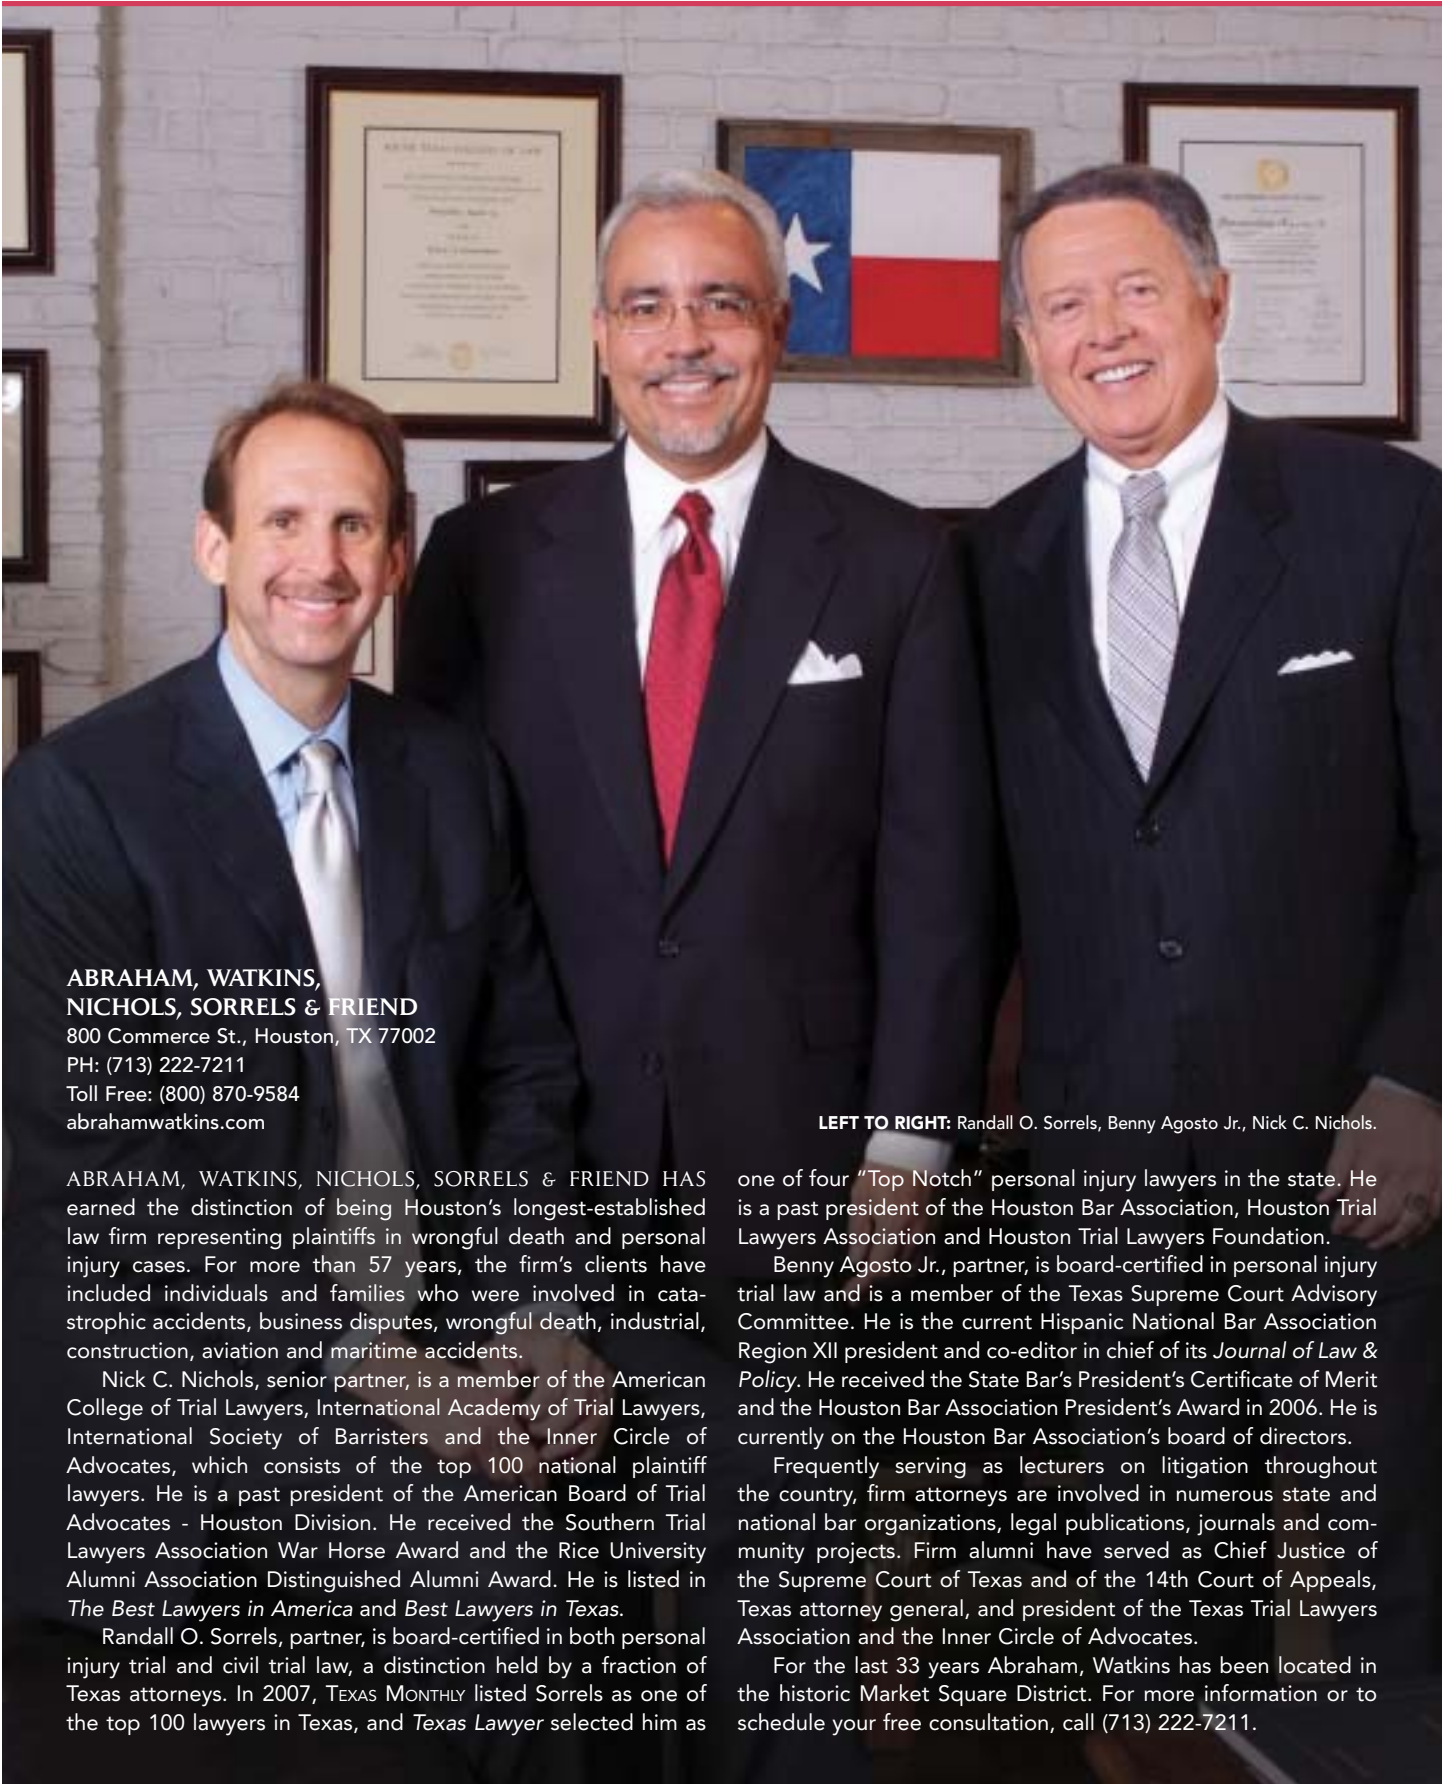 SOUTH TEXAS COLLEGE OF LAW
ABRAHAM, WATKINS,
NICHOLS, SORRELS & FRIEND
800 Commerce St., Houston, TX 77002
PH: (713) 222-7211
Toll Free: (800) 870-9584
abrahamwatkins.com
LEFT TO RIGHT: Randall O. Sorrels, Benny Agosto Jr., Nick C. Nichols.
ABRAHAM, WATKINS, NICHOLS, SORRELS & FRIEND HAS
earned the distinction of being Houston's longest-established
law firm representing plaintiffs in wrongful death and personal
injury cases. For more than 57 years, the firm's clients have
included individuals and families who were involved in cata-
strophic accidents, business disputes, wrongful death, industrial,
construction, aviation and maritime accidents.
Nick C. Nichols, senior partner, is a member of the American
College of Trial Lawyers, International Academy of Trial Lawyers,
International Society of Barristers and the Inner Circle of
Advocates, which consists of the top 100 national plaintiff
lawyers. He is a past president of the American Board of Trial
Advocates - Houston Division. He received the Southern Trial
Lawyers Association War Horse Award and the Rice University
Alumni Association Distinguished Alumni Award. He is listed in
The Best Lawyers in America and Best Lawyers in Texas.
Randall O. Sorrels, partner, is board-certified in both personal
injury trial and civil trial law, a distinction held by a fraction of
Texas attorneys. In 2007, TEXAS MONTHLY listed Sorrels as one of
the top 100 lawyers in Texas, and Texas Lawyer selected him as
one of four “Top Notch” personal injury lawyers in the state. He
is a past president of the Houston Bar Association, Houston Trial
Lawyers Association and Houston Trial Lawyers Foundation.
Benny Agosto Jr., partner, is board-certified in personal injury
trial law and is a member of the Texas Supreme Court Advisory
Committee. He is the current Hispanic National Bar Association
Region XII president and co-editor in chief of its Journal of Law &
Policy. He received the State Bar's President's Certificate of Merit
and the Houston Bar Association President's Award in 2006. He is
currently on the Houston Bar Association's board of directors.
Frequently serving as lecturers on litigation throughout
the country, firm attorneys are involved in numerous state and
national bar organizations, legal publications, journals and com-
munity projects. Firm alumni have served as Chief Justice of
the Supreme Court of Texas and of the 14th Court of Appeals,
Texas attorney general, and president of the Texas Trial Lawyers
Association and the Inner Circle of Advocates.
For the last 33 years Abraham, Watkins has been located in
the historic Market Square District. For more information or to
schedule your free consultation, call (713) 222-7211.